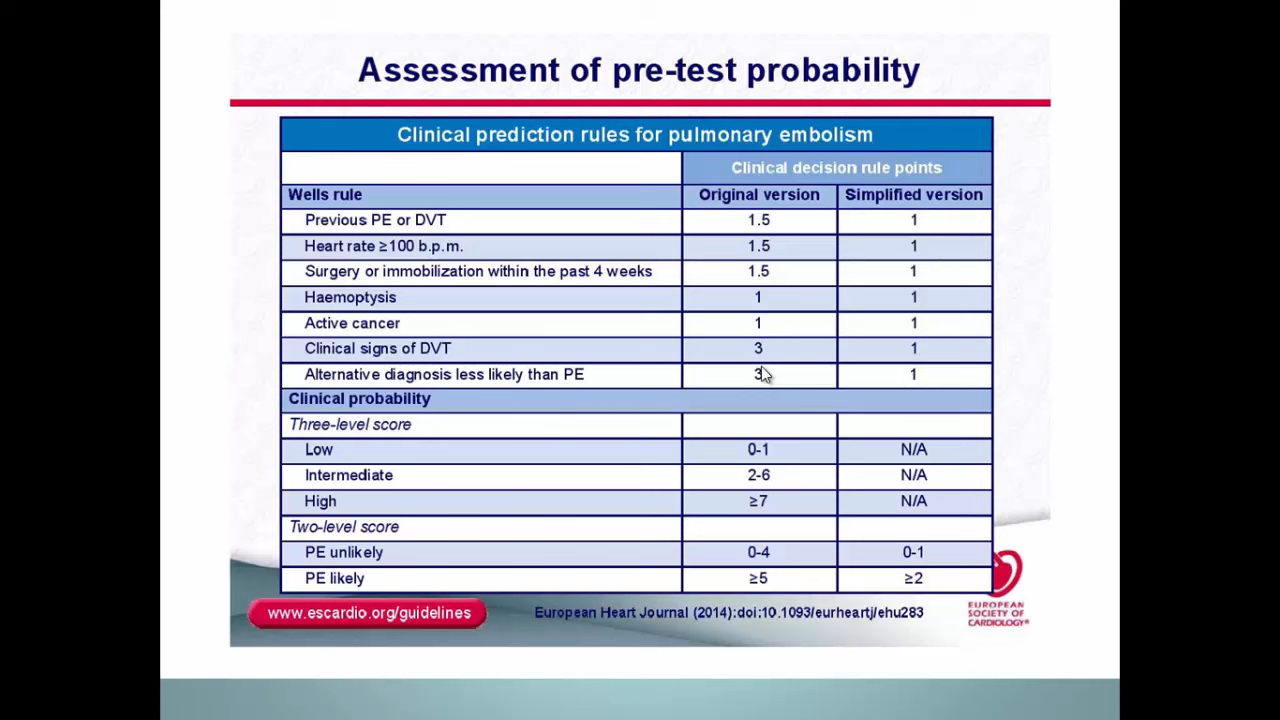 Assessment of pre-test probability
Clinical prediction rules for pulmonary embolism
Clinical decision rule points
Wells rule Original version Simplified version
Previous PE or DVT 1.5 1
Heart rate ≥100 b.p.m. 1.5 1
Surgery or immobilization within the past 4 weeks 1.5 1
Haemoptysis 1 1
Active cancer 1 1
Clinical signs of DVT 3 1
Alternative diagnosis less likely than PE 3 1
Clinical probability
Three-level score
Low 0-1 N/A
Intermediate 2-6 N/A
High ≥7 N/A
Two-level score
PE unlikely 0-4 0-1
PE likely ≥5 ≥2
www.escardio.org/guidelines
European Heart Journal (2014):doi:10.1093/eurheartj/ehu283
EUROPEAN
SOCIETY OF
CARDIOLOGY®